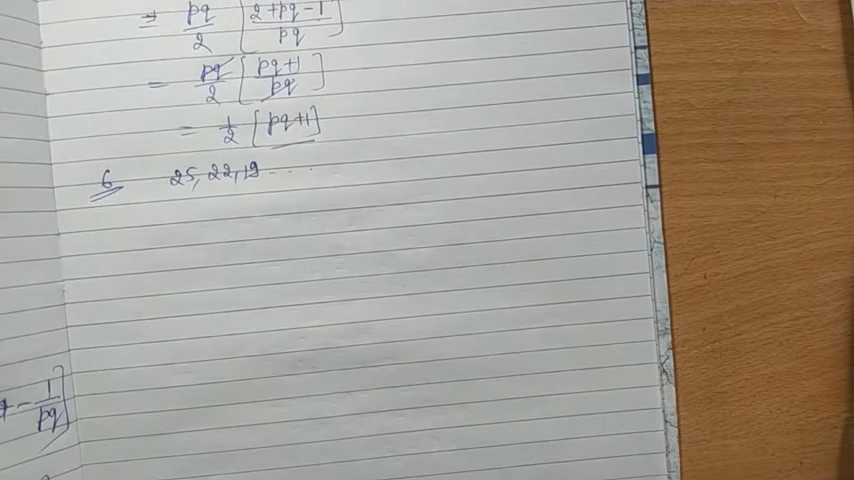 = pq/2 [2+pq-1/pq]
= pq/2 [pq+1/pq]
= 1/2 [pq+1]
6 25, 22, 19 ....
- 1/pq]